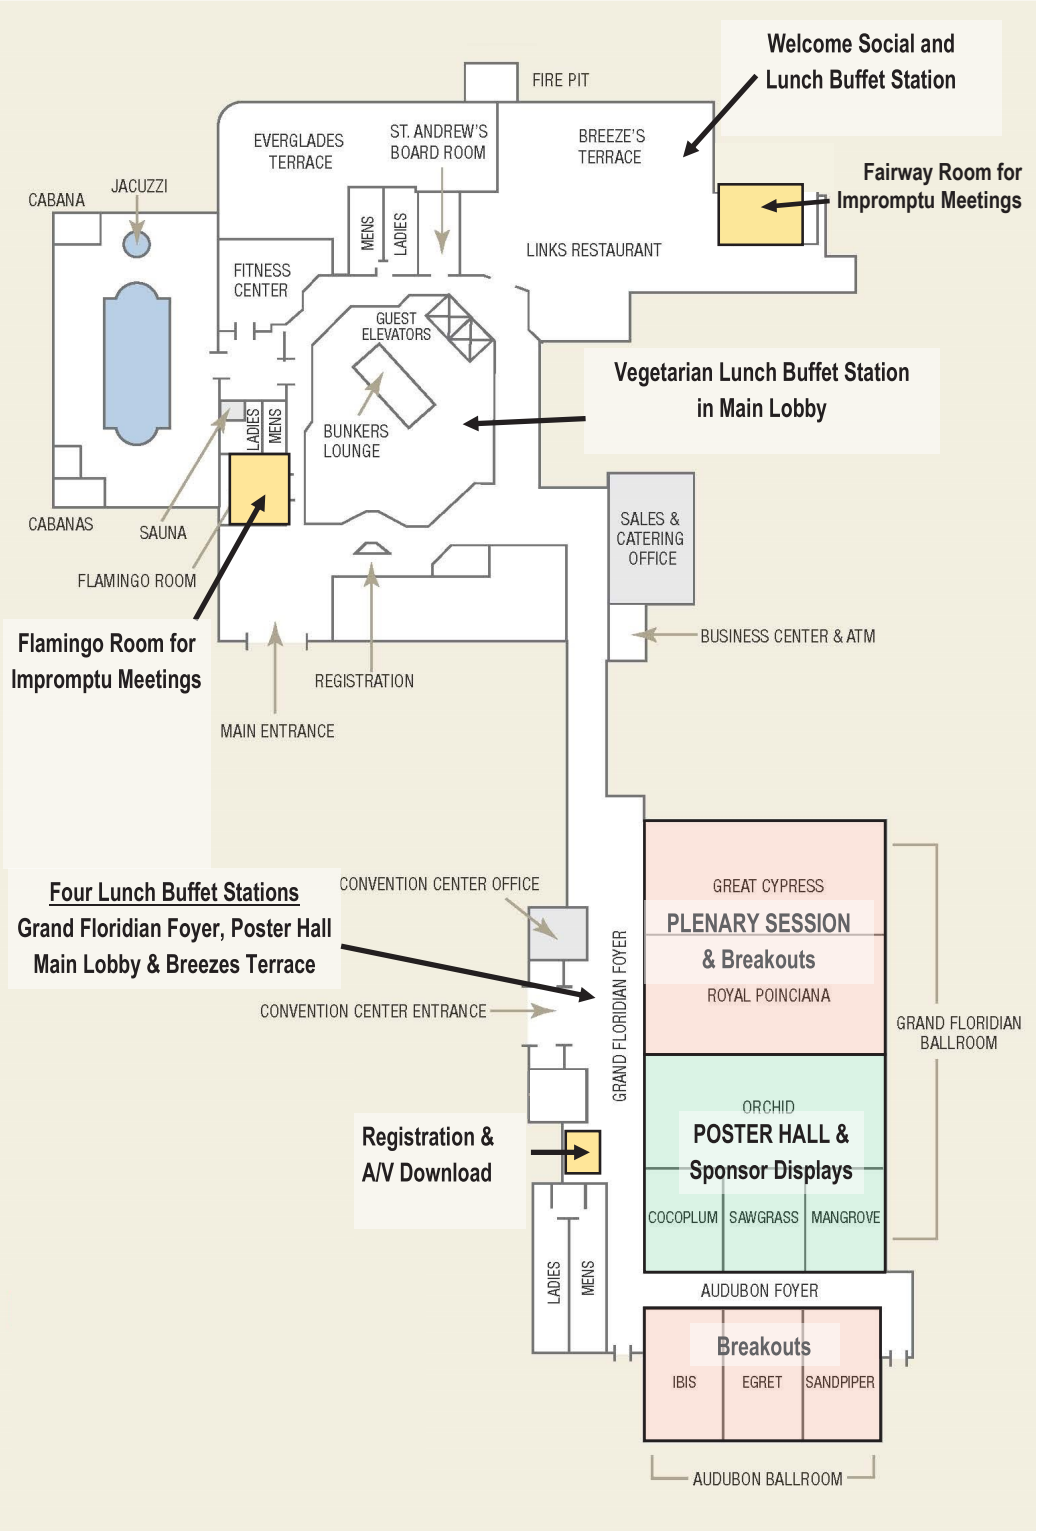 Welcome Social and
Lunch Buffet Station
FIRE PIT
EVERGLADES
TERRACE
ST. ANDREW'S
BOARD ROOM
BREEZE'S
TERRACE
Fairway Room for
Impromptu Meetings
JACUZZI
CABANA
MENS
LADIES
LINKS RESTAURANT
FITNESS
CENTER
GUEST
ELEVATORS
Vegetarian Lunch Buffet Station
in Main Lobby
LADIES
MENS
BUNKERS
LOUNGE
CABANAS
SAUNA
SALES &
CATERING
OFFICE
FLAMINGO ROOM
Flamingo Room for
Impromptu Meetings
BUSINESS CENTER & ATM
REGISTRATION
MAIN ENTRANCE
Four Lunch Buffet Stations
Grand Floridian Foyer, Poster Hall
Main Lobby & Breezes Terrace
CONVENTION CENTER OFFICE
GREAT CYPRESS
PLENARY SESSION
& Breakouts
ROYAL POINCIANA
CONVENTION CENTER ENTRANCE
GRAND FLORIDIAN FOYER
GRAND FLORIDIAN
BALLROOM
Registration &
A/V Download
ORCHID
POSTER HALL &
Sponsor Displays
COCOPLUM
SAWGRASS
MANGROVE
LADIES
MENS
AUDUBON FOYER
Breakouts
IBIS
EGRET
SANDPIPER
AUDUBON BALLROOM